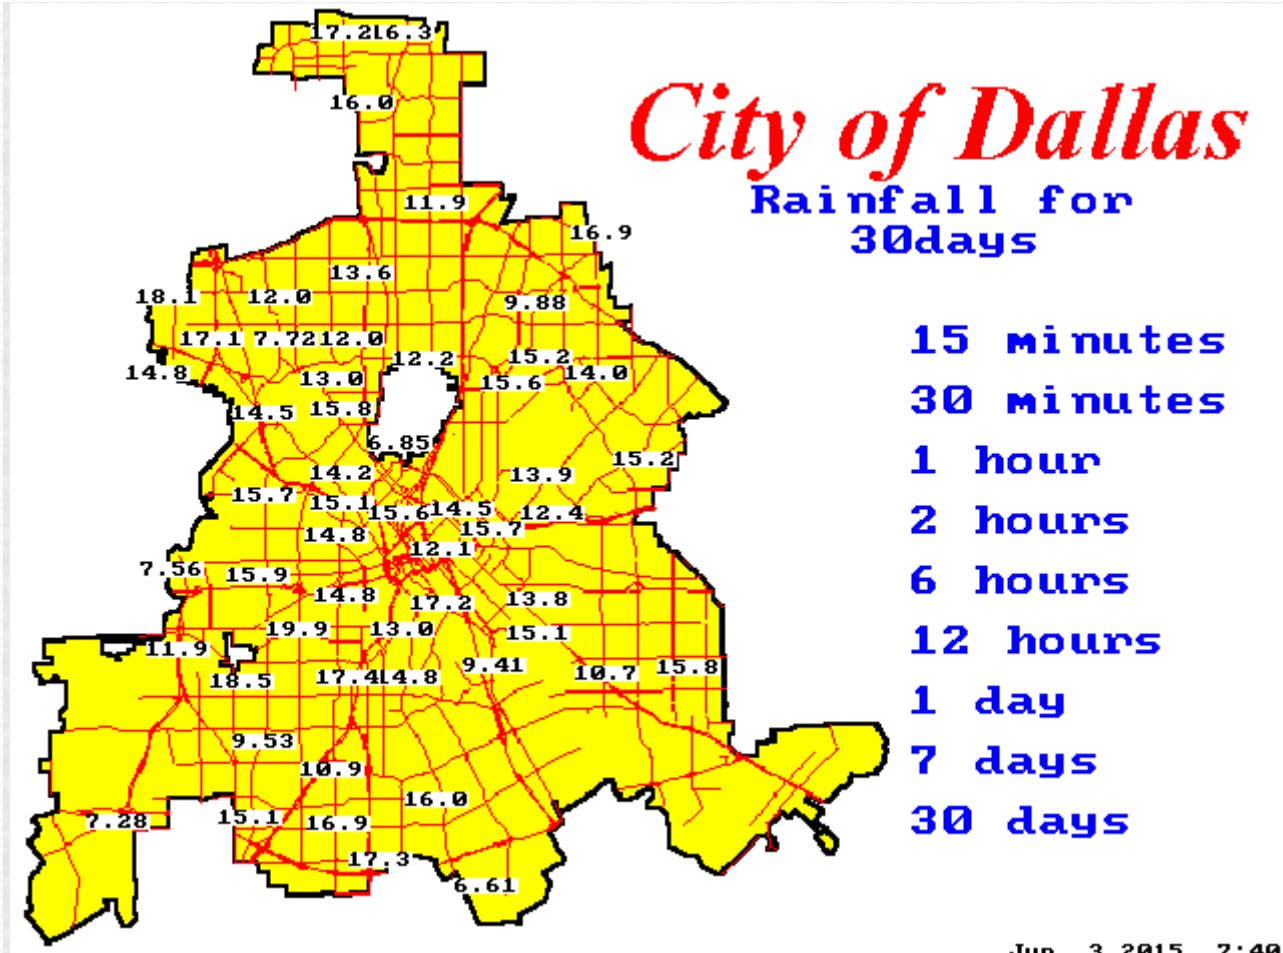 17.2 16.3
16.0
City of Dallas
Rainfall for
30days
11.9
16.9
13.6
18.1 12.0
9.88
17.1 7.72 12.0
15 minutes
12.2 15.2
14.8 13.0 15.6 14.0
30 minutes
14.5 15.8
6.85
1 hour
15.2
14.2 13.9
15.7
15.1 15.6 14.5 12.4
2 hours
14.8 15.7
12.1
7.56 15.9
6 hours
14.8 17.2 13.8
19.9 13.0 15.1
12 hours
11.9
9.41 10.7 15.8
18.5 17.4 14.8
1 day
9.53
10.9
7 days
16.0
7.28 15.1 16.9
30 days
17.3
6.61
Jun 3 2015 7:40